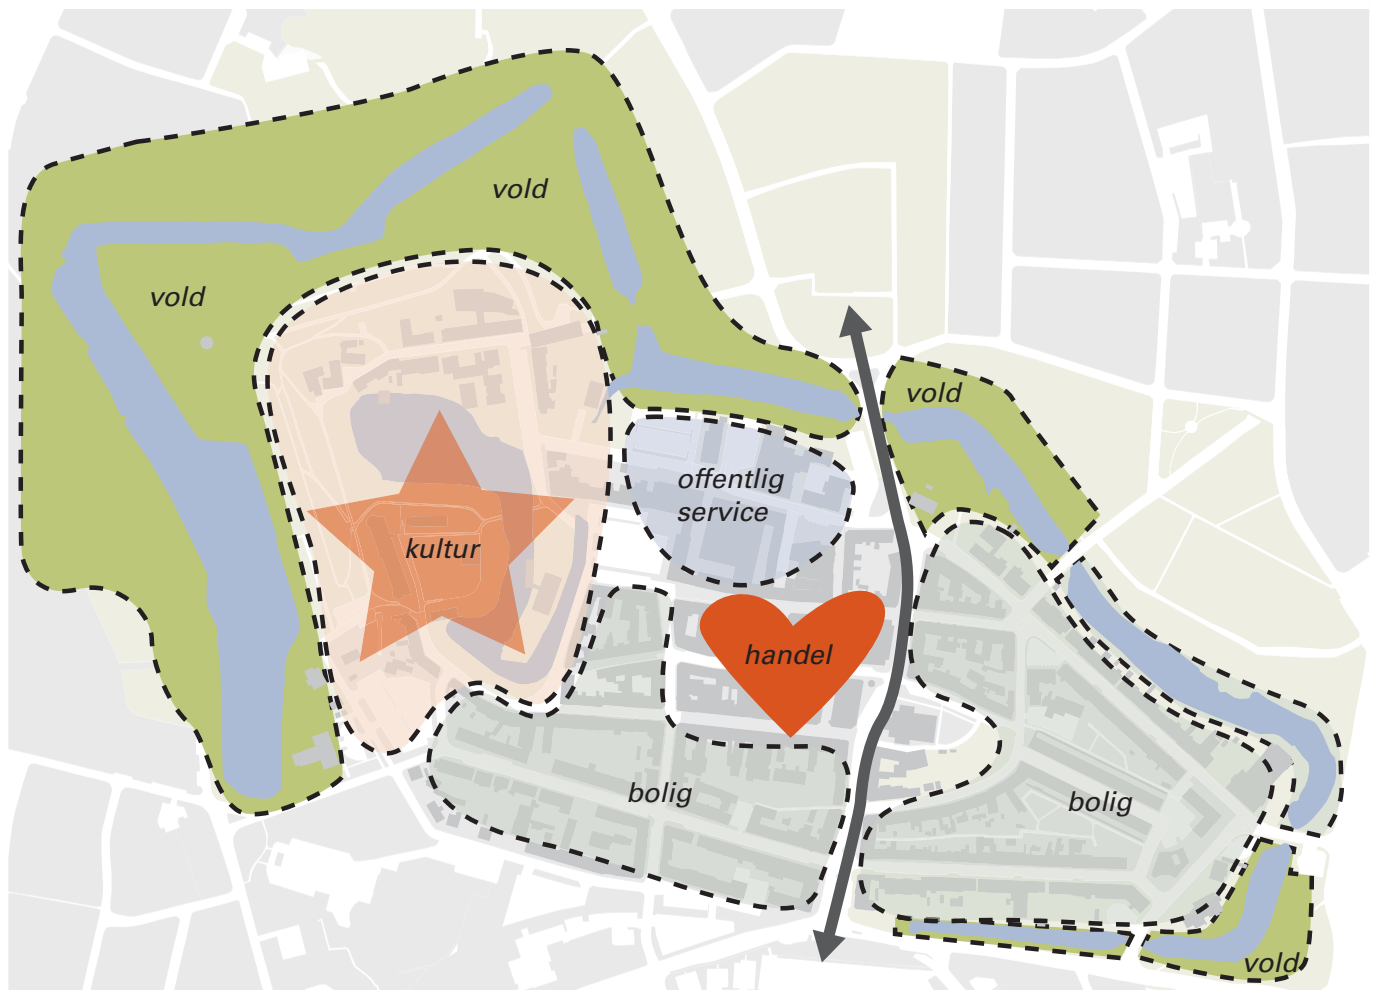 vold
vold
vold
offentlig
service
kultur
handel
bolig
bolig
vold